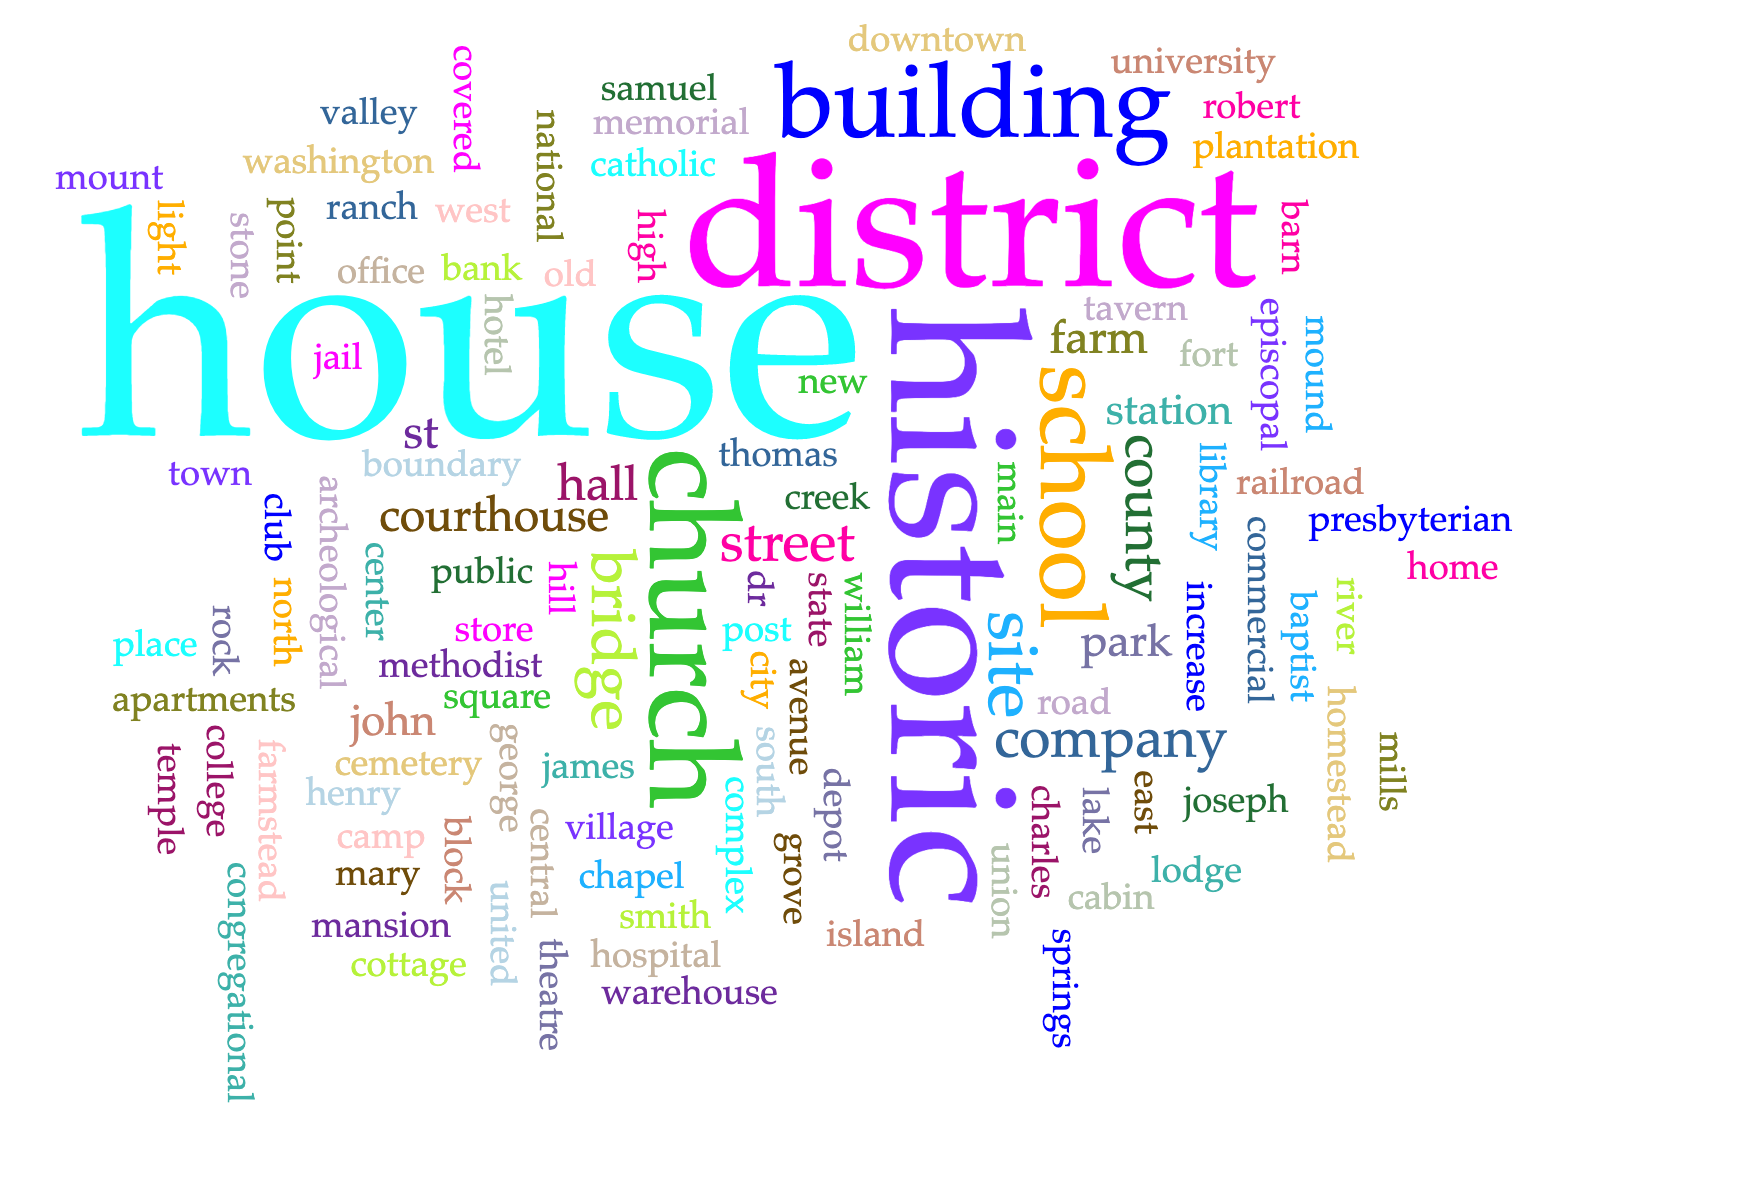 downtown
covered
university
building
samuel
robert
valley
memorial
national
plantation
washington
catholic
district
mount
light
stone
point
ranch
west
high
barn
house
office
bank
old
hotel
historic
tavern
episcopal
mound
farm
fort
jail
school
new
station
st
county
library
boundary
church
thomas
town
hall
main
railroad
archeological
club
creek
courthouse
street
presbyterian
commercial
center
public
hill
bridge
home
north
dr
state
william
increase
baptist
river
rock
place
store
post
site
park
methodist
city
avenue
apartments
square
road
homestead
john
company
college
temple
farmstead
george
south
mills
cemetery
james
henry
complex
depot
charles
lake
east
joseph
camp
block
central
village
grove
union
mary
chapel
lodge
congregational
united
cabin
mansion
smith
island
cottage
theatre
hospital
springs
warehouse